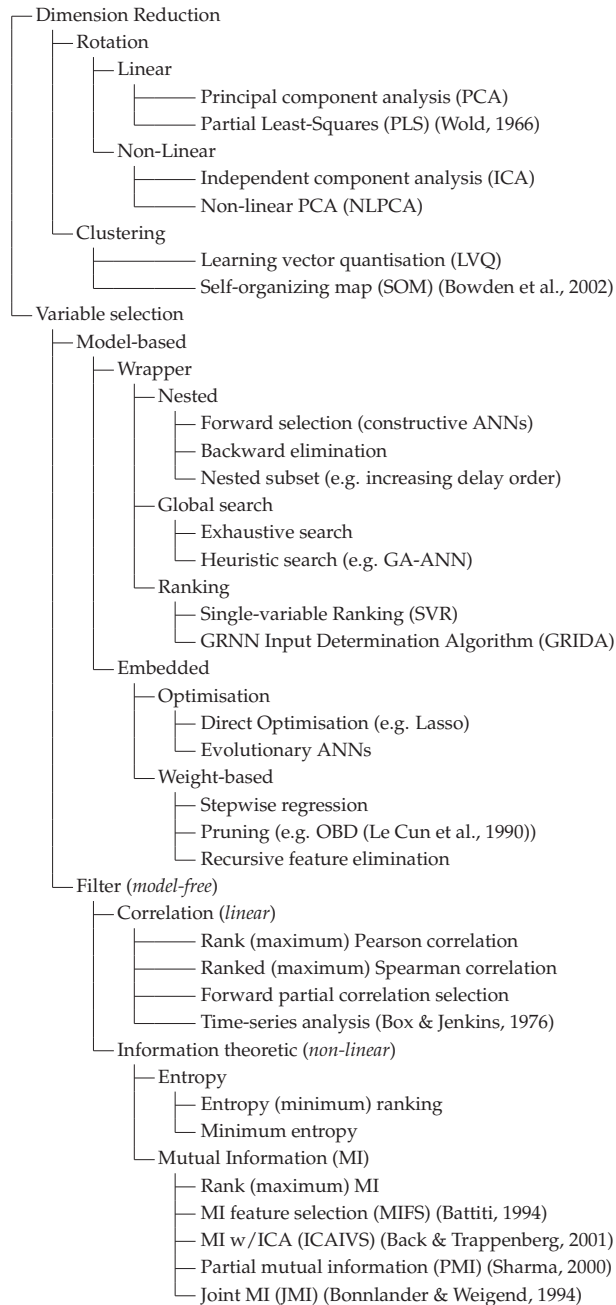 Dimension Reduction
Rotation
Linear
Principal component analysis (PCA)
Partial Least-Squares (PLS) (Wold, 1966)
Non-Linear
Independent component analysis (ICA)
Non-linear PCA (NLPCA)
Clustering
Learning vector quantisation (LVQ)
Self-organizing map (SOM) (Bowden et al., 2002)
Variable selection
Model-based
Wrapper
Nested
Forward selection (constructive ANNs)
Backward elimination
Nested subset (e.g. increasing delay order)
Global search
Exhaustive search
Heuristic search (e.g. GA-ANN)
Ranking
Single-variable Ranking (SVR)
GRNN Input Determination Algorithm (GRIDA)
Embedded
Optimisation
Direct Optimisation (e.g. Lasso)
Evolutionary ANNs
Weight-based
Stepwise regression
Pruning (e.g. OBD (Le Cun et al., 1990))
Recursive feature elimination
Filter (model-free)
Correlation (linear)
Rank (maximum) Pearson correlation
Ranked (maximum) Spearman correlation
Forward partial correlation selection
Time-series analysis (Box & Jenkins, 1976)
Information theoretic (non-linear)
Entropy
Entropy (minimum) ranking
Minimum entropy
Mutual Information (MI)
Rank (maximum) MI
MI feature selection (MIFS) (Battiti, 1994)
MI w/ICA (ICAIVS) (Back & Trappenberg, 2001)
Partial mutual information (PMI) (Sharma, 2000)
Joint MI (JMI) (Bonnlander & Weigend, 1994)